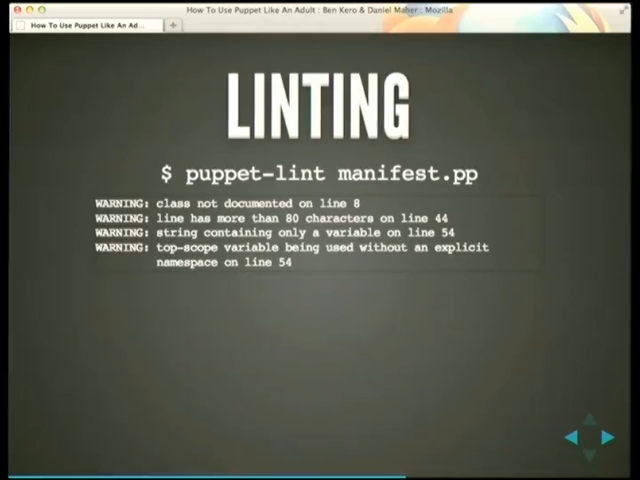 How To Use Puppet Like An Adult : Ben Kero & Daniel Maher : Mozilla
How To Use Puppet Like An Ad...
LINTING
$ puppet-lint manifest.pp
WARNING: class not documented on line 8
WARNING: line has more than 80 characters on line 44
WARNING: string containing only a variable on line 54
WARNING: top-scope variable being used without an explicit
namespace on line 54